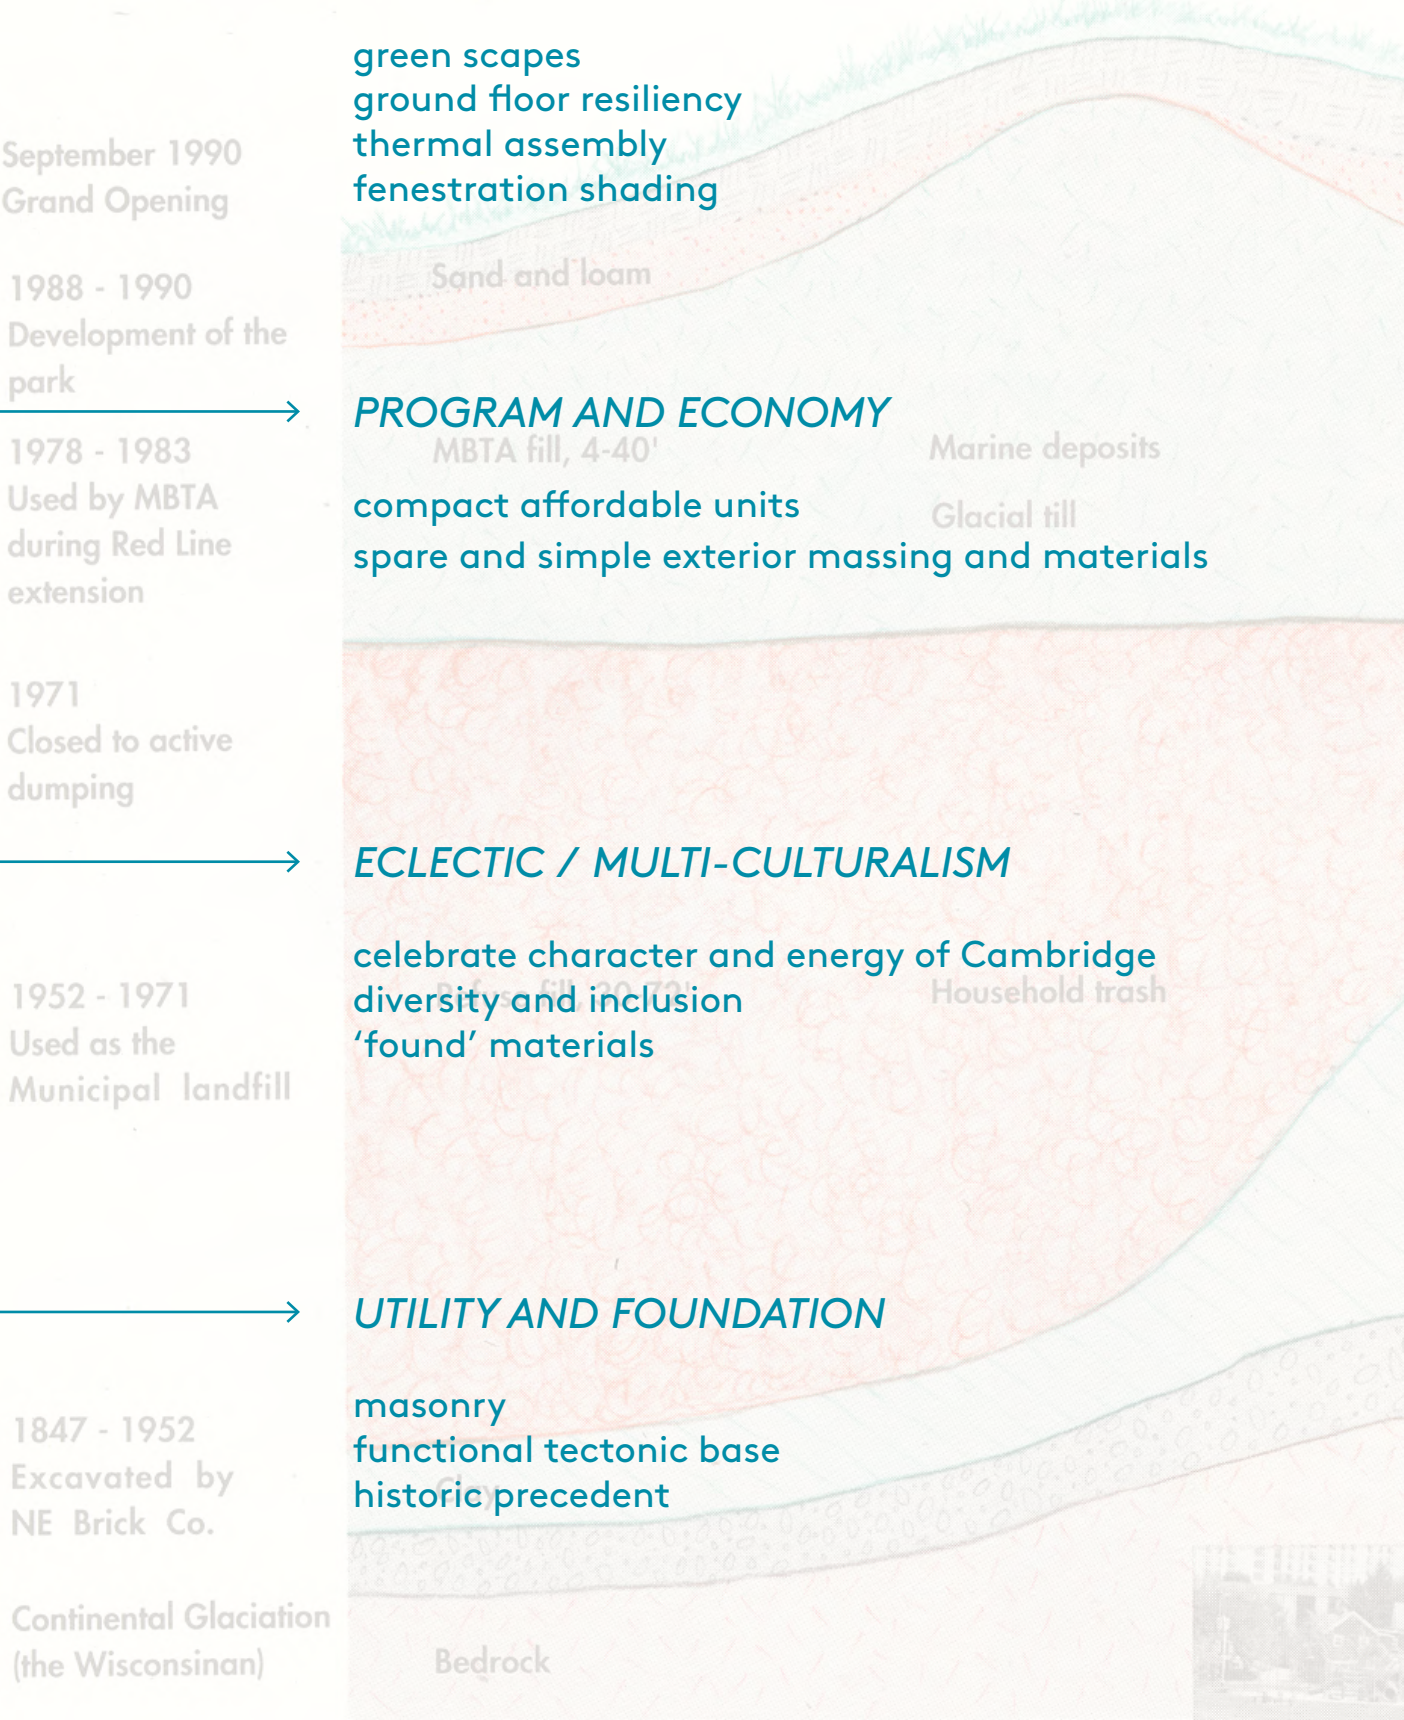 green scapes
ground floor resiliency
thermal assembly
fenestration shading
September 1990
Grand Opening
Sand and loam
1988 - 1990
Development of the
park
PROGRAM AND ECONOMY
MBTA fill, 4-40'
Marine deposits
Glacial till
1978 - 1983
Used by MBTA
during Red Line
extension
compact affordable units
spare and simple exterior massing and materials
1971
Closed to active
dumping
ECLECTIC / MULTI-CULTURALISM
celebrate character and energy of Cambridge
diversity and inclusion
‘found’ materials
Refuse fill, 30-72'
Household trash
1952 - 1971
Used as the
Municipal landfill
UTILITY AND FOUNDATION
masonry
functional tectonic base
historic precedent
Clay
1847 - 1952
Excavated by
NE Brick Co.
Continental Glaciation
(the Wisconsinan)
Bedrock